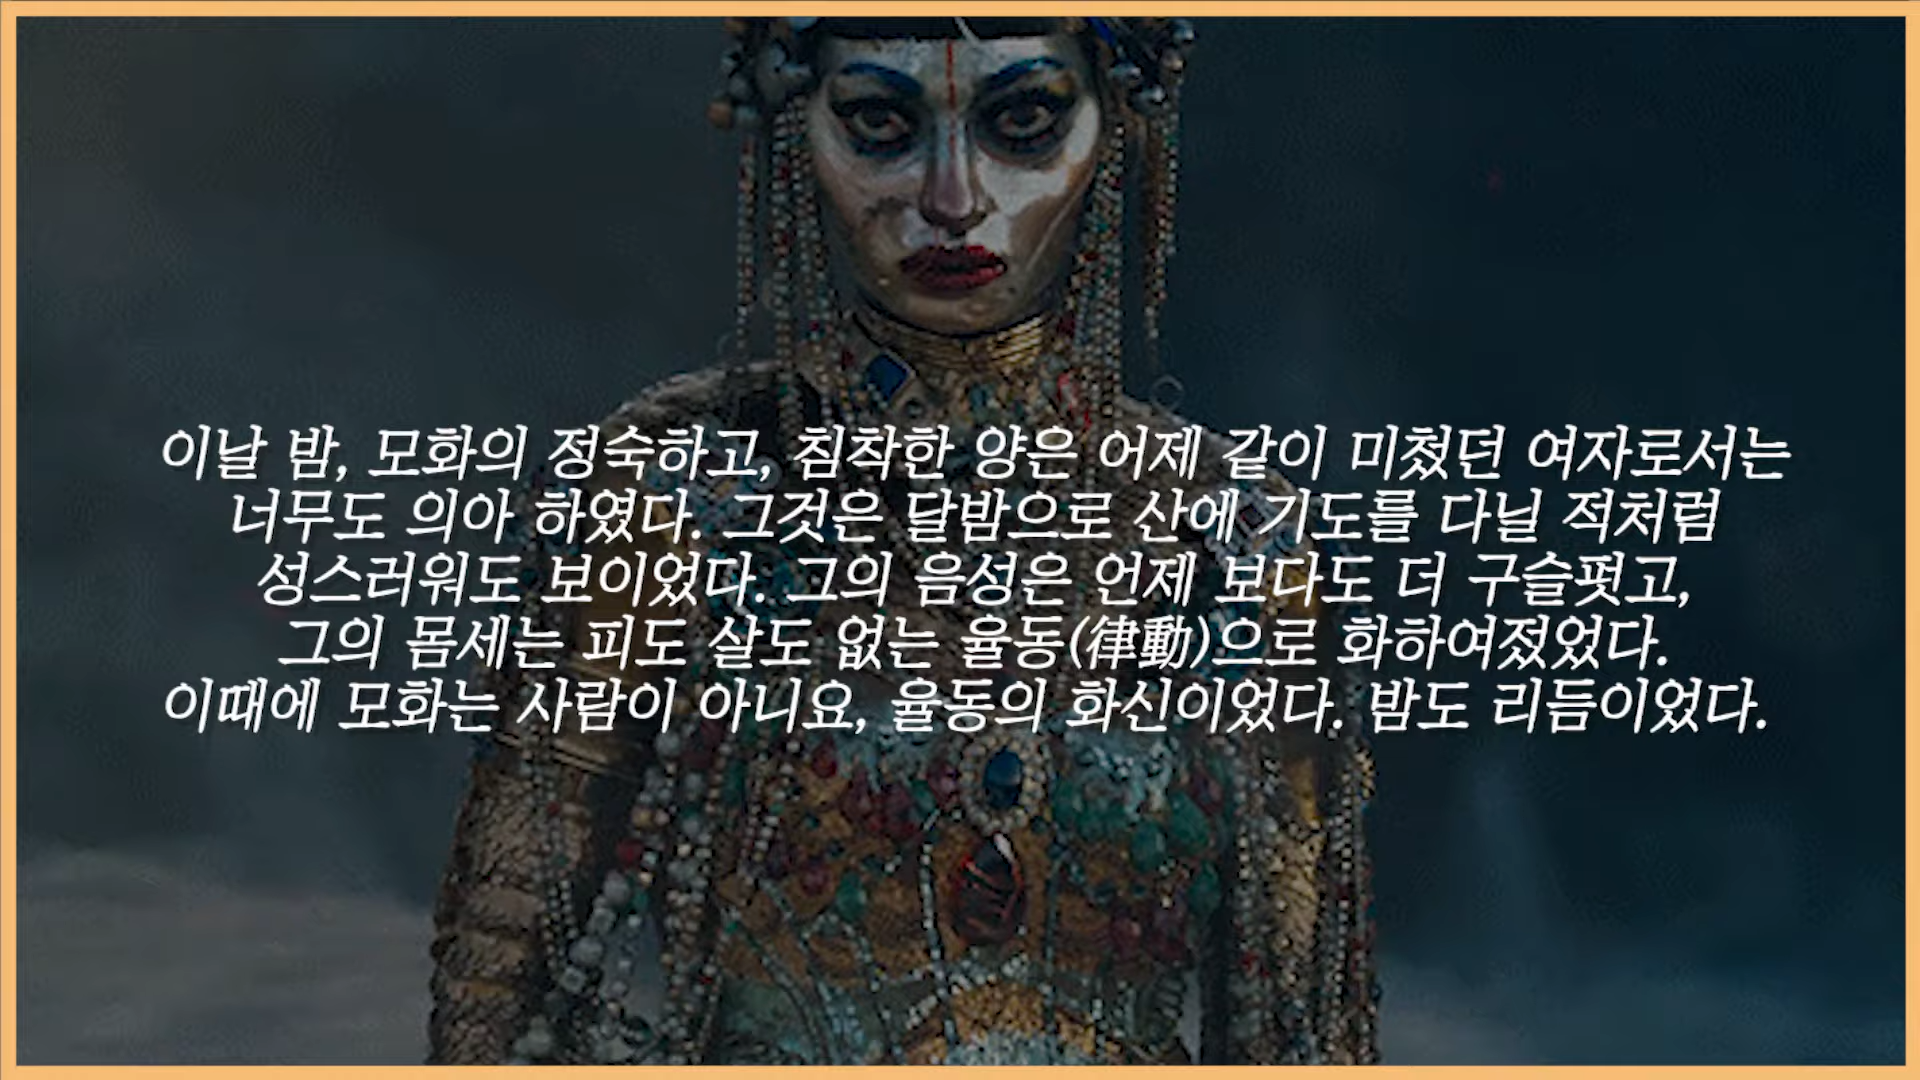 이날 밤, 모화의 정숙하고, 침착한 양은 어제 같이 미첬던 여자로서는
너무도 의아 하였다. 그것은 달밤으로 산에 기도를 다닐 적처럼
성스러워도 보이었다. 그의 음성은 언제 보다도 더 구슬펏고,
그의 몸세는 피도 살도 없는 율동(律動)으로 화하여졌었다.
이때에 모화는 사람이 아니요, 율동의 화신이었다. 밤도 리듬이었다.